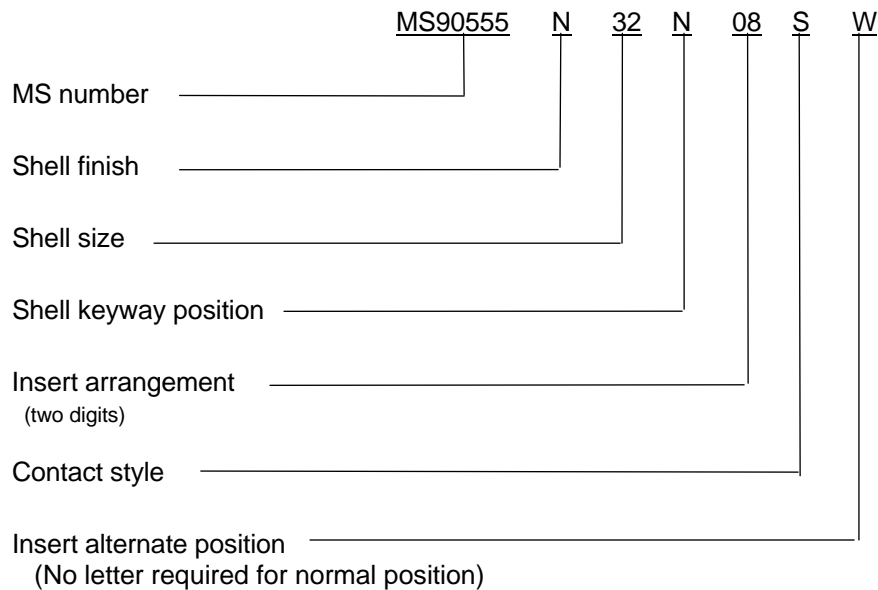 MS90555 N 32 N 08 S W
MS number
Shell finish
Shell size
Shell keyway position
Insert arrangement
(two digits)
Contact style
Insert alternate position
(No letter required for normal position)